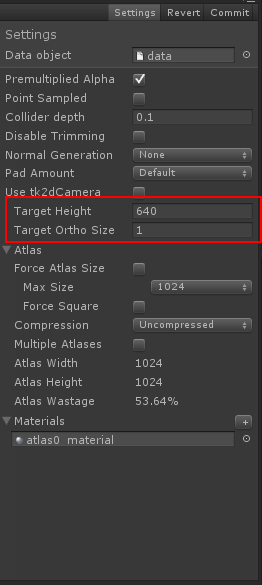 Settings Revert Commit
Settings
Data object data
Premultiplied Alpha
Point Sampled
Collider depth 0.1
Disable Trimming
Normal Generation None
Pad Amount Default
Use tk2dCamera
Target Height 640
Target Ortho Size 1
Atlas
Force Atlas Size
Max Size 1024
Force Square
Compression Uncompressed
Multiple Atlases
Atlas Width 1024
Atlas Height 1024
Atlas Wastage 53.64%
Materials +
atlas0 material